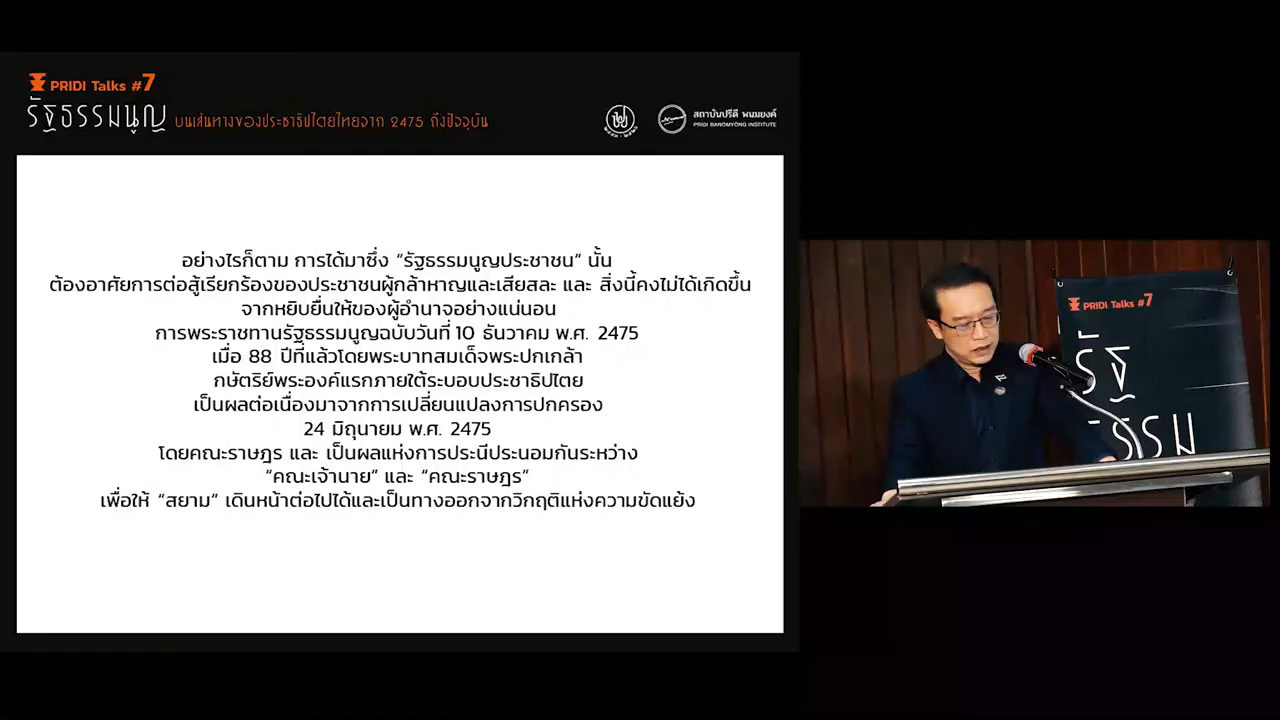 PRIDI Talks #7
รัฐธรรมนูญ บนเส้นทางของประชาธิปไตยไทยจาก 2475 ถึงปัจจุบัน
สถาบันปรีดี พนมยงค์
PRIDI BANOMYONG INSTITUTE
อย่างไรก็ตาม การได้มาซึ่ง “รัฐธรรมนูญประชาชน” นั้น
ต้องอาศัยการต่อสู้เรียกร้องของประชาชนผู้กล้าหาญและเสียสละ และ สิ่งนี้คงไม่ได้เกิดขึ้น
จากหยิบยื่นให้ของผู้อำนาจอย่างแน่นอน
การพระราชทานรัฐธรรมนูญฉบับวันที่ 10 ธันวาคม พ.ศ. 2475
เมื่อ 88 ปีที่แล้วโดยพระบาทสมเด็จพระปกเกล้า
กษัตริย์พระองค์แรกภายใต้ระบอบประชาธิปไตย
เป็นผลต่อเนื่องมาจากการเปลี่ยนแปลงการปกครอง
24 มิถุนายม พ.ศ. 2475
โดยคณะราษฎร และ เป็นผลแห่งการประนีประนอมกันระหว่าง
“คณะเจ้านาย” และ “คณะราษฎร”
เพื่อให้ “สยาม” เดินหน้าต่อไปได้และเป็นทางออกจากวิกฤติแห่งความขัดแย้ง
PRIDI Talks #7
รัฐ
ธรรม